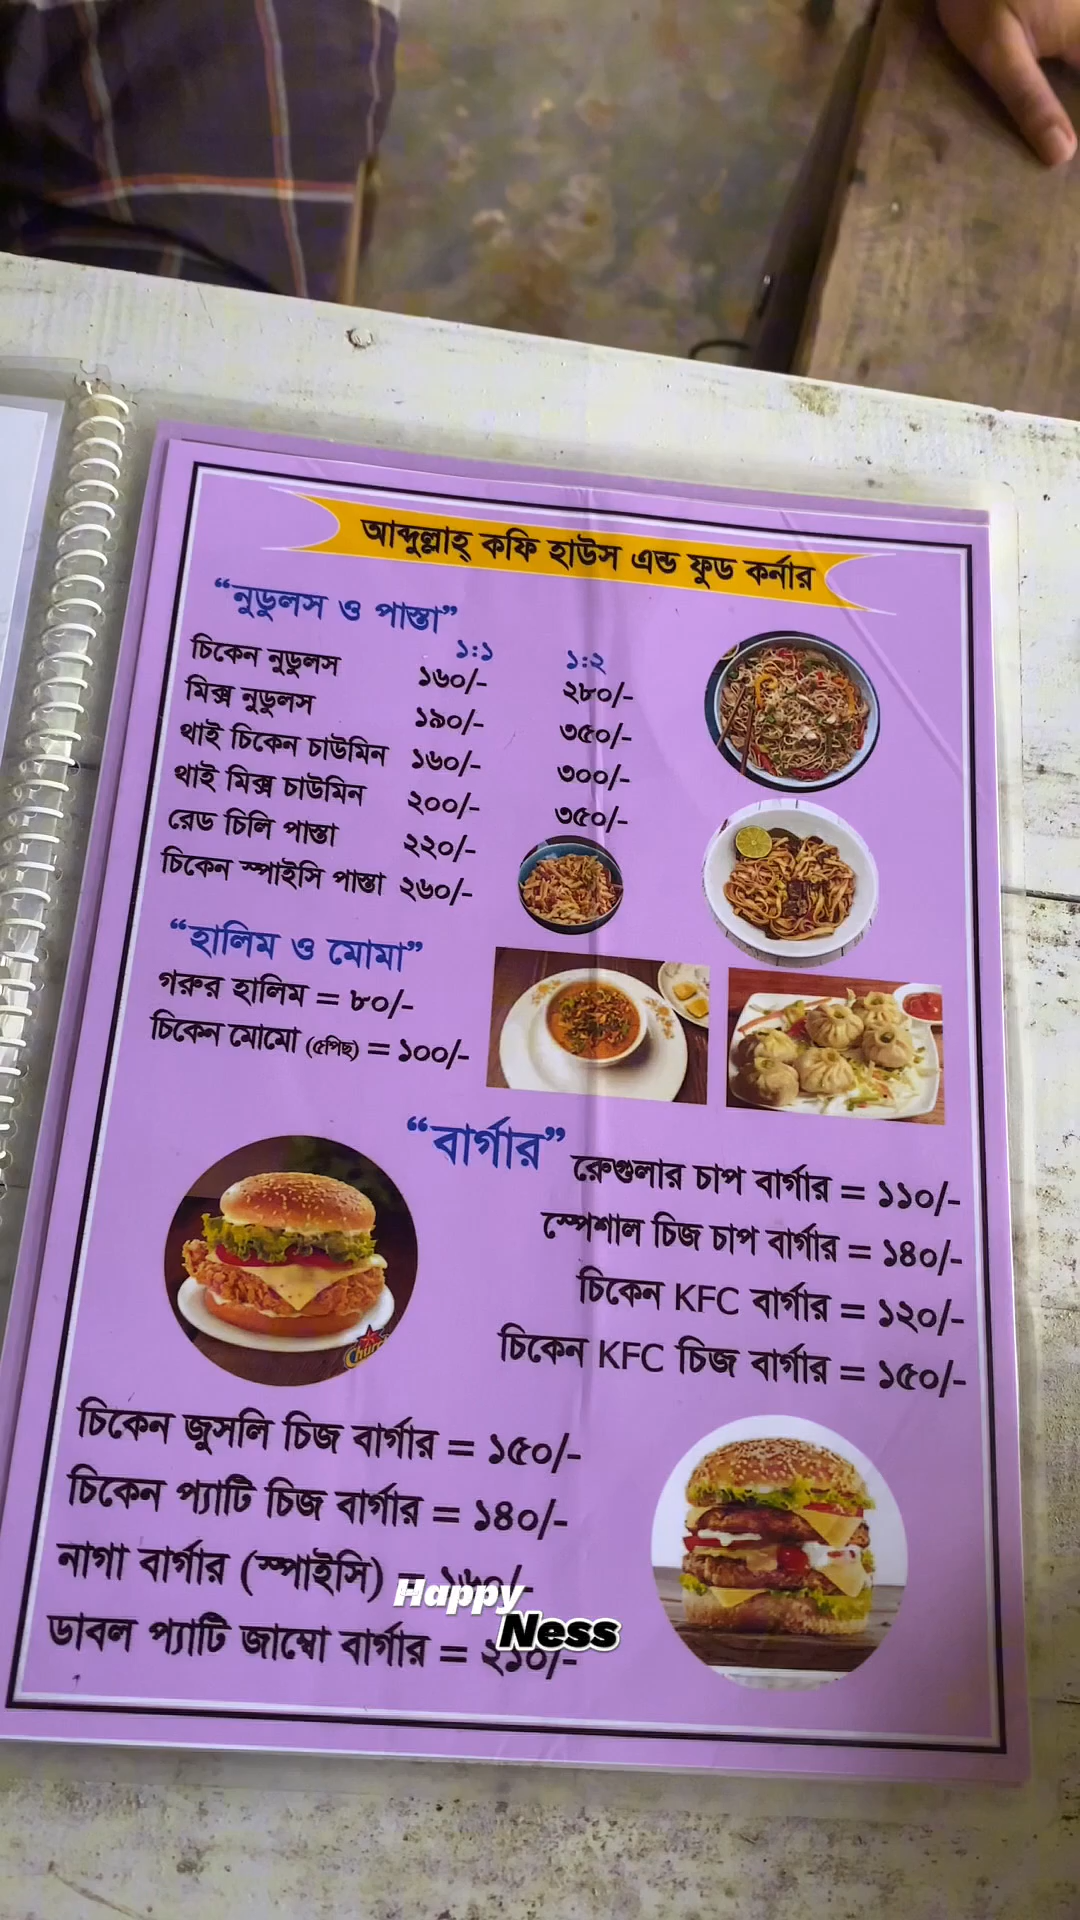 আব্দুল্লাহ্ কফি হাউস এন্ড ফুড কর্নার
“নুডুলস ও পাস্তা”
১:১ ১:২
চিকেন নুডুলস ১৬০/- ২৮০/-
মিক্স নুডুলস ১৯০/- ৩৫০/-
থাই চিকেন চাউমিন ১৬০/- ৩০০/-
থাই মিক্স চাউমিন ২০০/- ৩৫০/-
রেড চিলি পাস্তা ২২০/-
চিকেন স্পাইসি পাস্তা ২৬০/-
“হালিম ও মোমা”
গরুর হালিম = ৮০/-
চিকেন মোমো (৫পিছ) = ১০০/-
“বার্গার”
রেগুলার চাপ বার্গার = ১১০/-
স্পেশাল চিজ চাপ বার্গার = ১৪০/-
চিকেন KFC বার্গার = ১২০/-
চিকেন KFC চিজ বার্গার = ১৫০/-
চিকেন জুসলি চিজ বার্গার = ১৫০/-
চিকেন প্যাটি চিজ বার্গার = ১৪০/-
নাগা বার্গার (স্পাইসি) =
ডাবল প্যাটি জাম্বো বার্গার = ২১০/-
Happy
Ness